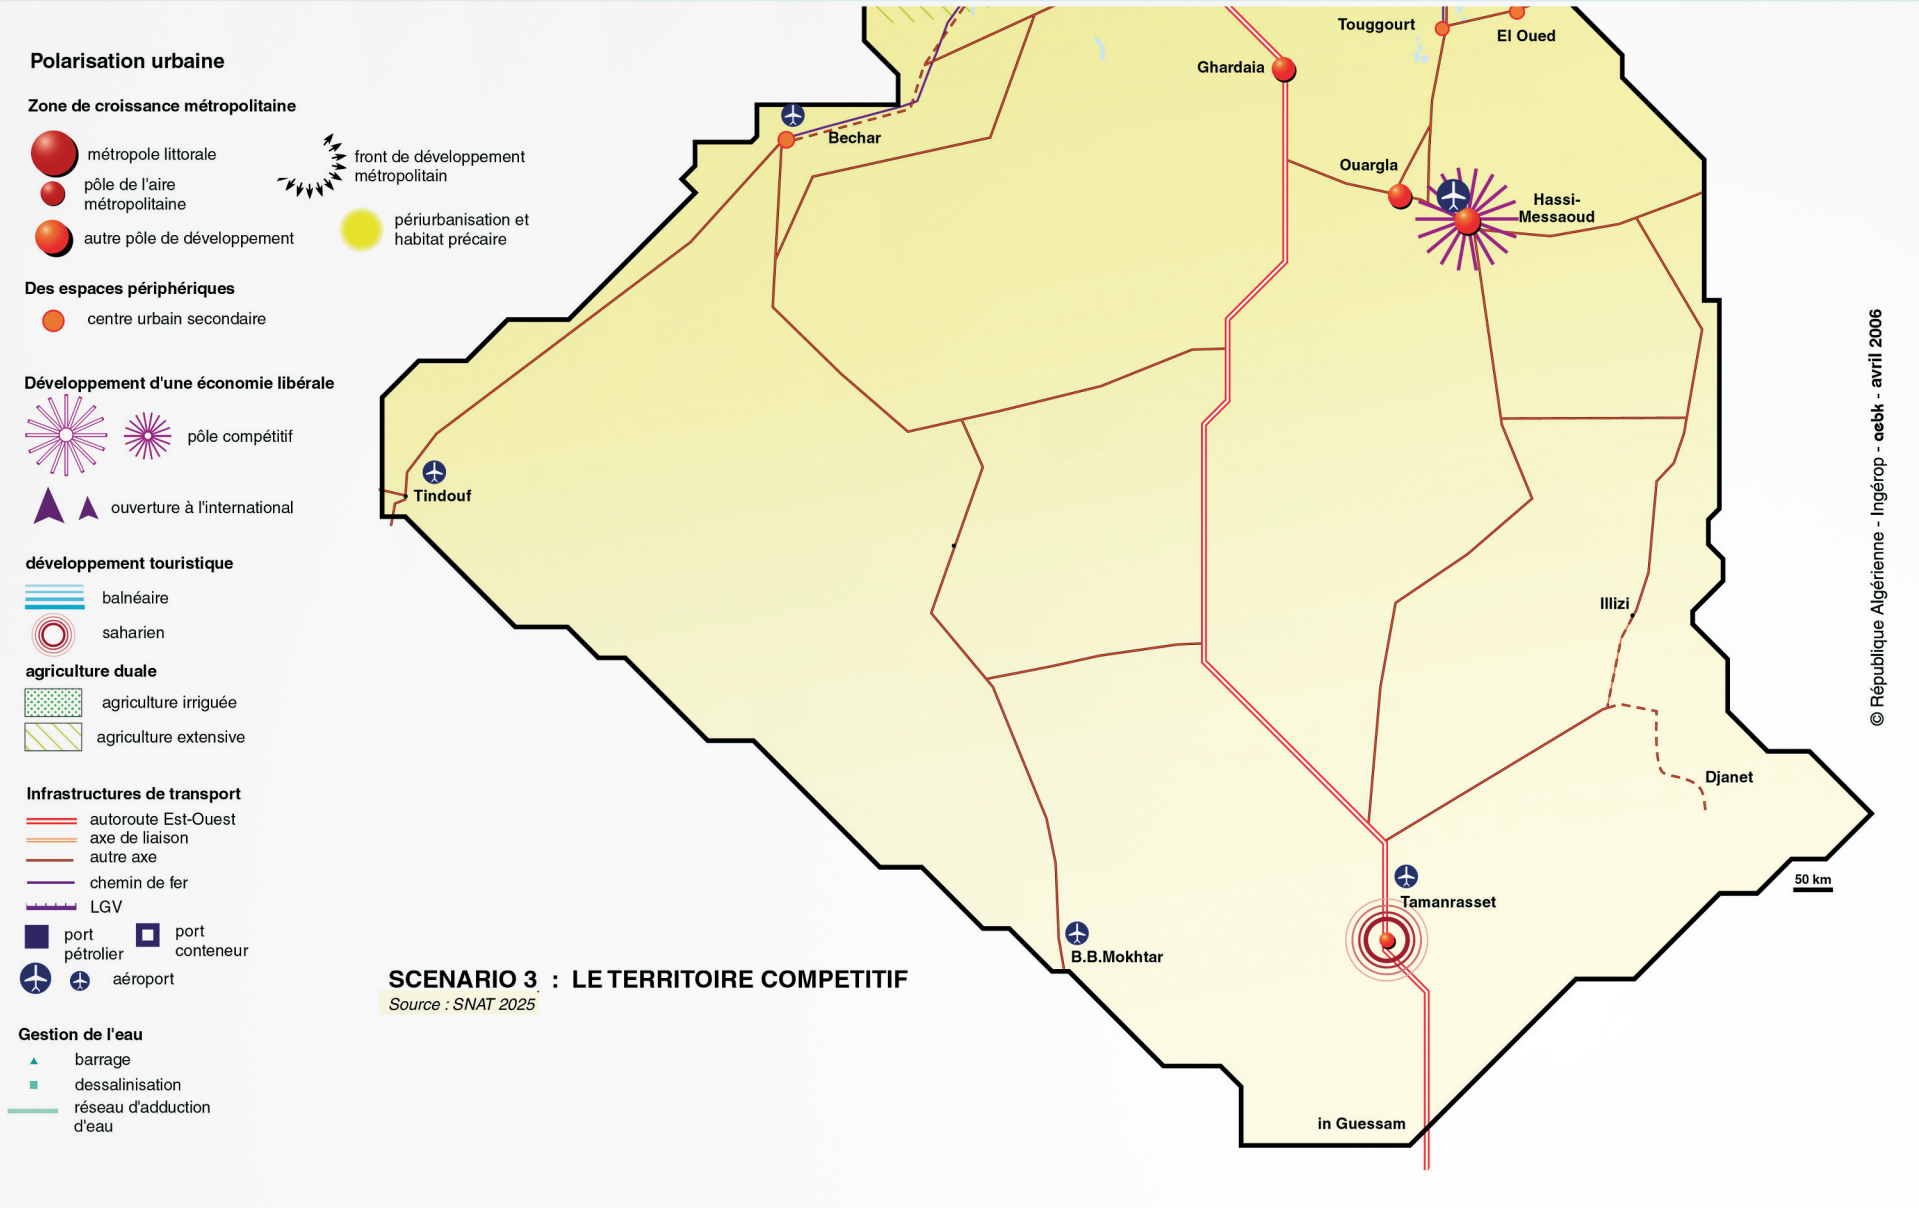 Polarisation urbaine
Zone de croissance métropolitaine
métropole littorale
pôle de l'aire
métropolitaine
autre pôle de développement
front de développement
métropolitain
périurbanisation et
habitat précaire
Des espaces périphériques
centre urbain secondaire
Développement d'une économie libérale
pôle compétitif
ouverture à l'international
développement touristique
balnéaire
saharien
agriculture duale
agriculture irriguée
agriculture extensive
Infrastructures de transport
autoroute Est-Ouest
axe de liaison
autre axe
chemin de fer
LGV
port
pétrolier
port
conteneur
aéroport
Gestion de l'eau
barrage
dessalinisation
réseau d'adduction
d'eau
Touggourt
El Oued
Ghardaia
Bechar
Ouargla
Hassi-
Messaoud
Tindouf
Illizi
Djanet
50 km
Tamanrasset
B.B.Mokhtar
in Guessam
SCENARIO 3 : LE TERRITOIRE COMPETITIF
Source : SNAT 2025
© République Algérienne - Ingérop - aebk - avril 2006